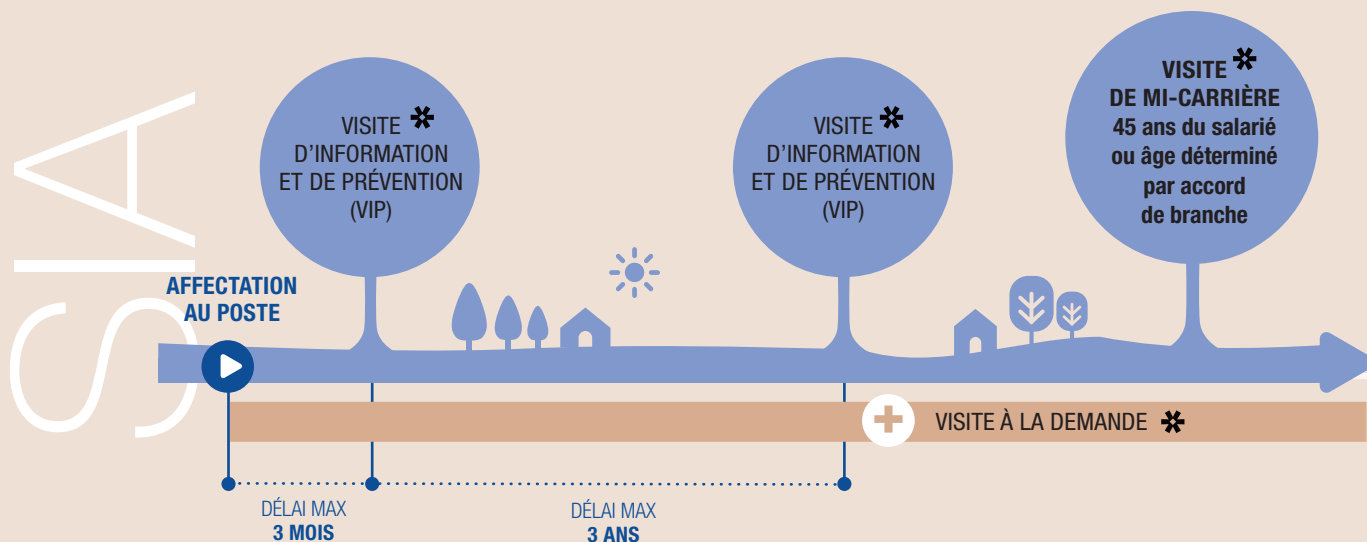 SIA
AFFECTATION
AU POSTE
VISITE *
D'INFORMATION
ET DE PRÉVENTION
(VIP)
VISITE *
D'INFORMATION
ET DE PRÉVENTION
(VIP)
VISITE *
DE MI-CARRIÈRE
45 ans du salarié
ou âge déterminé
par accord
de branche
VISITE À LA DEMANDE *
DÉLAI MAX
3 MOIS
DÉLAI MAX
3 ANS